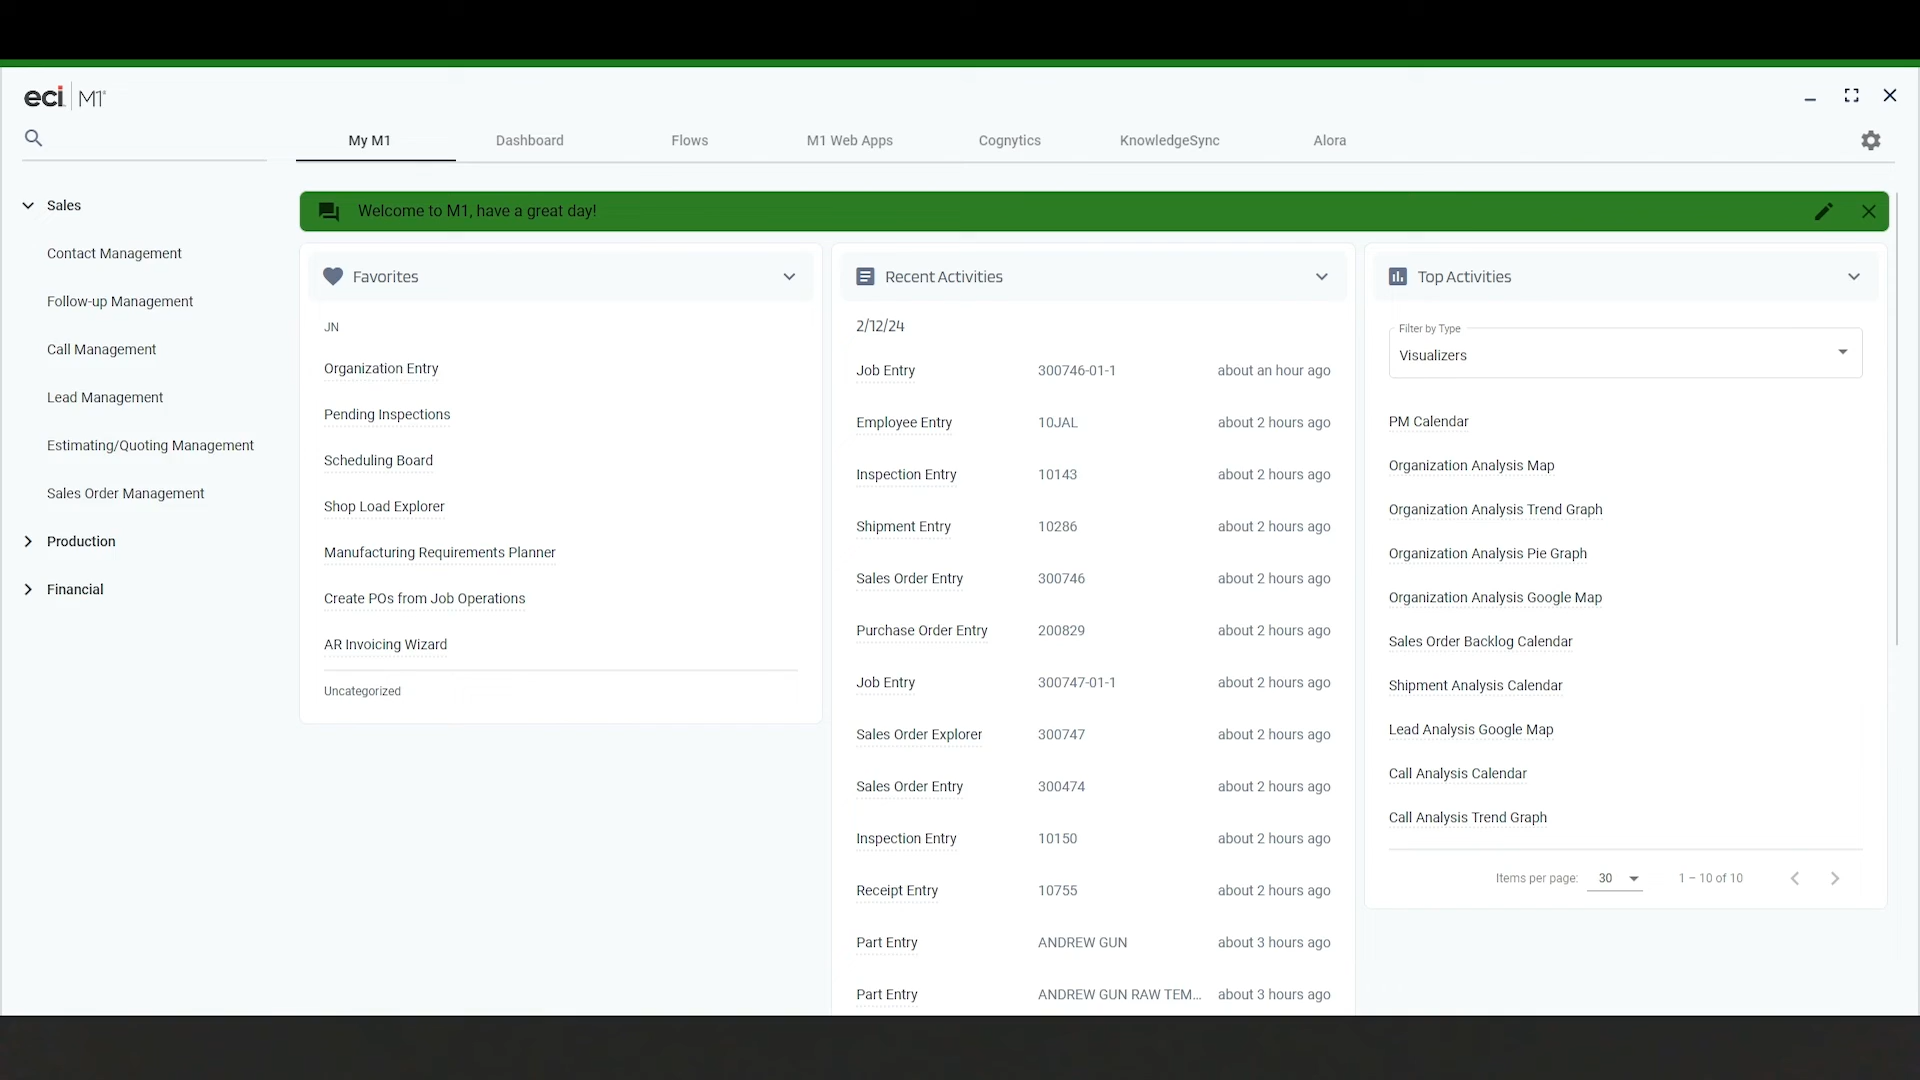 eci M1
My M1 Dashboard Flows M1 Web Apps Cognytics KnowledgeSync Alora
Sales
Contact Management
Follow-up Management
Call Management
Lead Management
Estimating/Quoting Management
Sales Order Management
Production
Financial
Welcome to M1, have a great day!
Favorites
JN
Organization Entry
Pending Inspections
Scheduling Board
Shop Load Explorer
Manufacturing Requirements Planner
Create POs from Job Operations
AR Invoicing Wizard
Uncategorized
Recent Activities
2/12/24
Job Entry 300746-01-1 about an hour ago
Employee Entry 10JAL about 2 hours ago
Inspection Entry 10143 about 2 hours ago
Shipment Entry 10286 about 2 hours ago
Sales Order Entry 300746 about 2 hours ago
Purchase Order Entry 200829 about 2 hours ago
Job Entry 300747-01-1 about 2 hours ago
Sales Order Explorer 300747 about 2 hours ago
Sales Order Entry 300474 about 2 hours ago
Inspection Entry 10150 about 2 hours ago
Receipt Entry 10755 about 2 hours ago
Part Entry ANDREW GUN about 3 hours ago
Part Entry ANDREW GUN RAW TEM... about 3 hours ago
Top Activities
Filter by Type
Visualizers
PM Calendar
Organization Analysis Map
Organization Analysis Trend Graph
Organization Analysis Pie Graph
Organization Analysis Google Map
Sales Order Backlog Calendar
Shipment Analysis Calendar
Lead Analysis Google Map
Call Analysis Calendar
Call Analysis Trend Graph
Items per page: 30 1 – 10 of 10